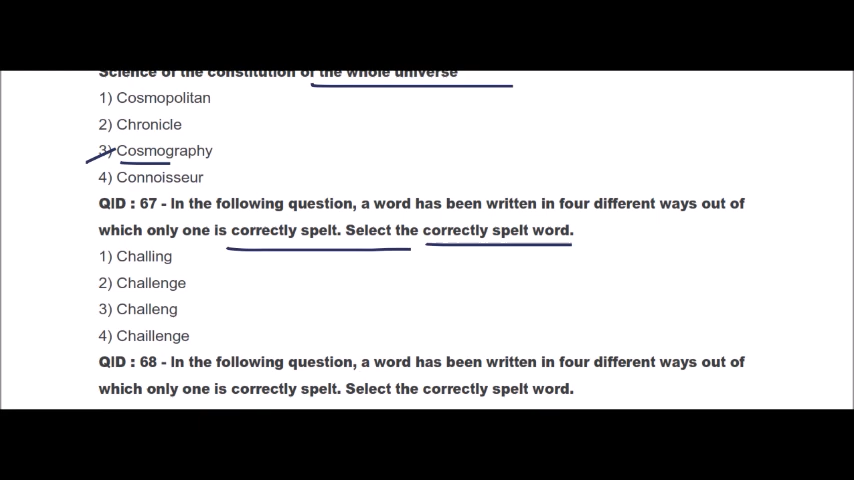 Science of the constitution of the whole universe
1) Cosmopolitan
2) Chronicle
3) Cosmography
4) Connoisseur
QID : 67 - In the following question, a word has been written in four different ways out of
which only one is correctly spelt. Select the correctly spelt word.
1) Challing
2) Challenge
3) Challeng
4) Chaillenge
QID : 68 - In the following question, a word has been written in four different ways out of
which only one is correctly spelt. Select the correctly spelt word.